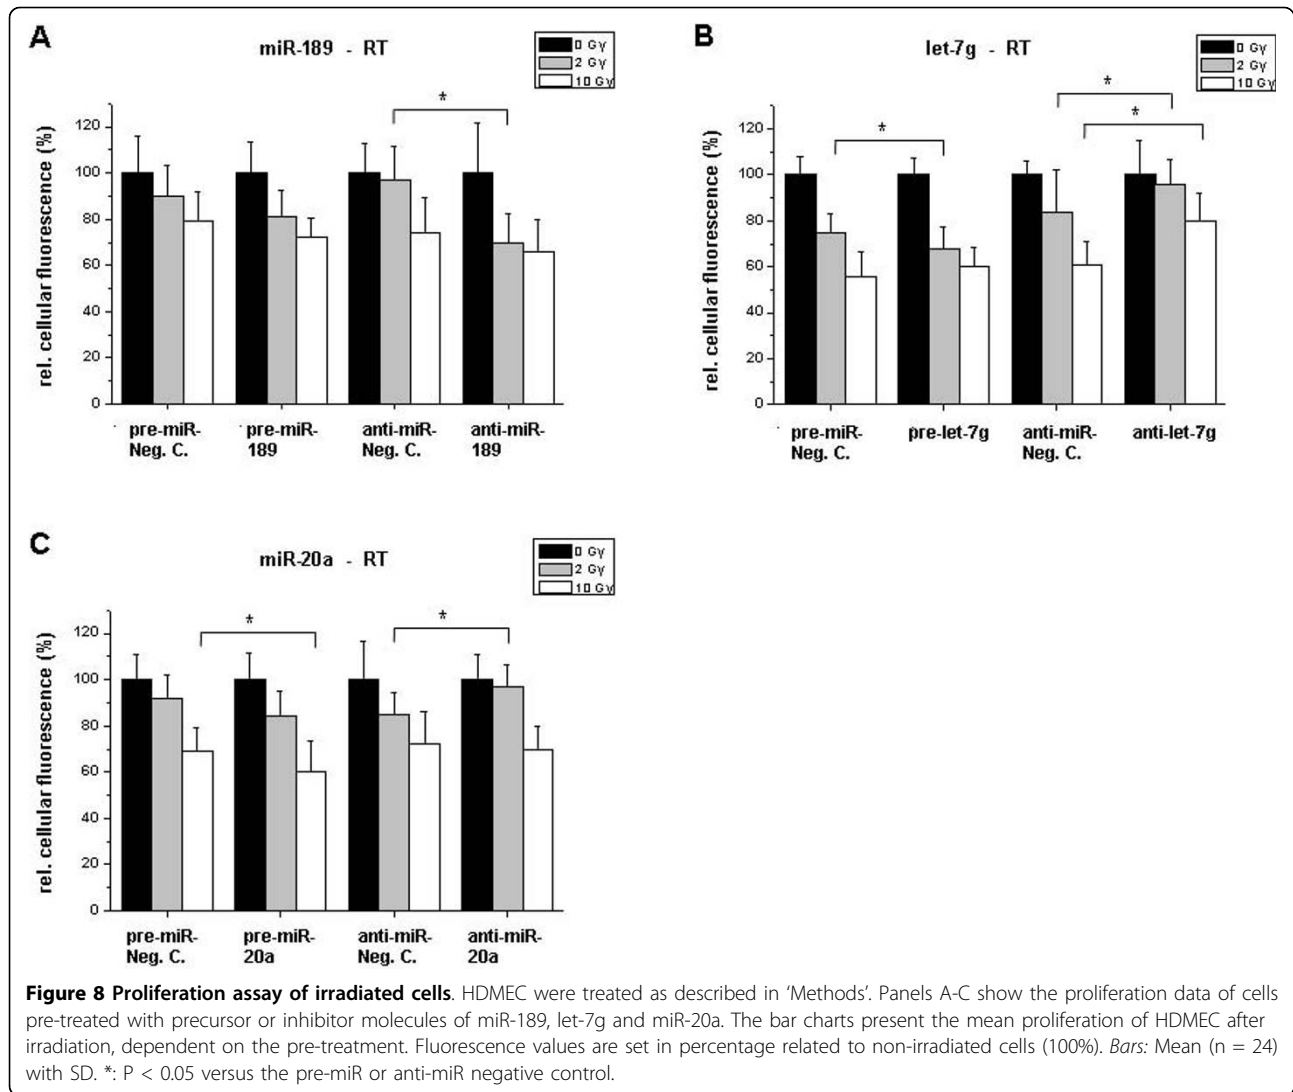 A
miR-189 - RT
0 Gy
2 Gy
10 Gy
rel. cellular fluorescence (%)
120
100
80
60
40
20
0
*
pre-miR-
Neg. C.
pre-miR-
189
anti-miR-
Neg. C.
anti-miR-
189
B
let-7g - RT
0 Gy
2 Gy
10 Gy
rel. cellular fluorescence (%)
120
100
80
60
40
20
0
*
*
*
pre-miR-
Neg. C.
pre-let-7g
anti-miR-
Neg. C.
anti-let-7g
C
miR-20a - RT
0 Gy
2 Gy
10 Gy
rel. cellular fluorescence (%)
120
100
80
60
40
20
0
*
*
pre-miR-
Neg. C.
pre-miR-
20a
anti-miR-
Neg. C.
anti-miR-
20a
Figure 8 Proliferation assay of irradiated cells. HDMEC were treated as described in ‘Methods’. Panels A-C show the proliferation data of cells
pre-treated with precursor or inhibitor molecules of miR-189, let-7g and miR-20a. The bar charts present the mean proliferation of HDMEC after
irradiation, dependent on the pre-treatment. Fluorescence values are set in percentage related to non-irradiated cells (100%). Bars: Mean (n = 24)
with SD. *: P < 0.05 versus the pre-miR or anti-miR negative control.